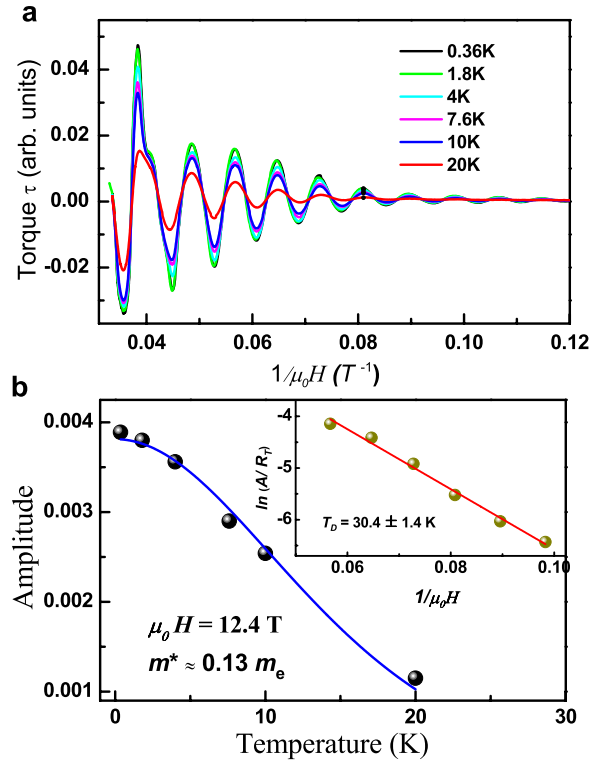 a
0.04
0.02
0.00
-0.02
Torque τ (arb. units)
0.36K
1.8K
4K
7.6K
10K
20K
0.04 0.06 0.08 0.10 0.12
1/μ₀H (T⁻¹)
b
0.004
0.003
0.002
0.001
Amplitude
-4
-5
-6
ln (A/ R_T)
T_D = 30.4 ± 1.4 K
0.06 0.08 0.10
1/μ₀H
μ₀ H = 12.4 T
m* ≈ 0.13 mₑ
0 10 20 30
Temperature (K)